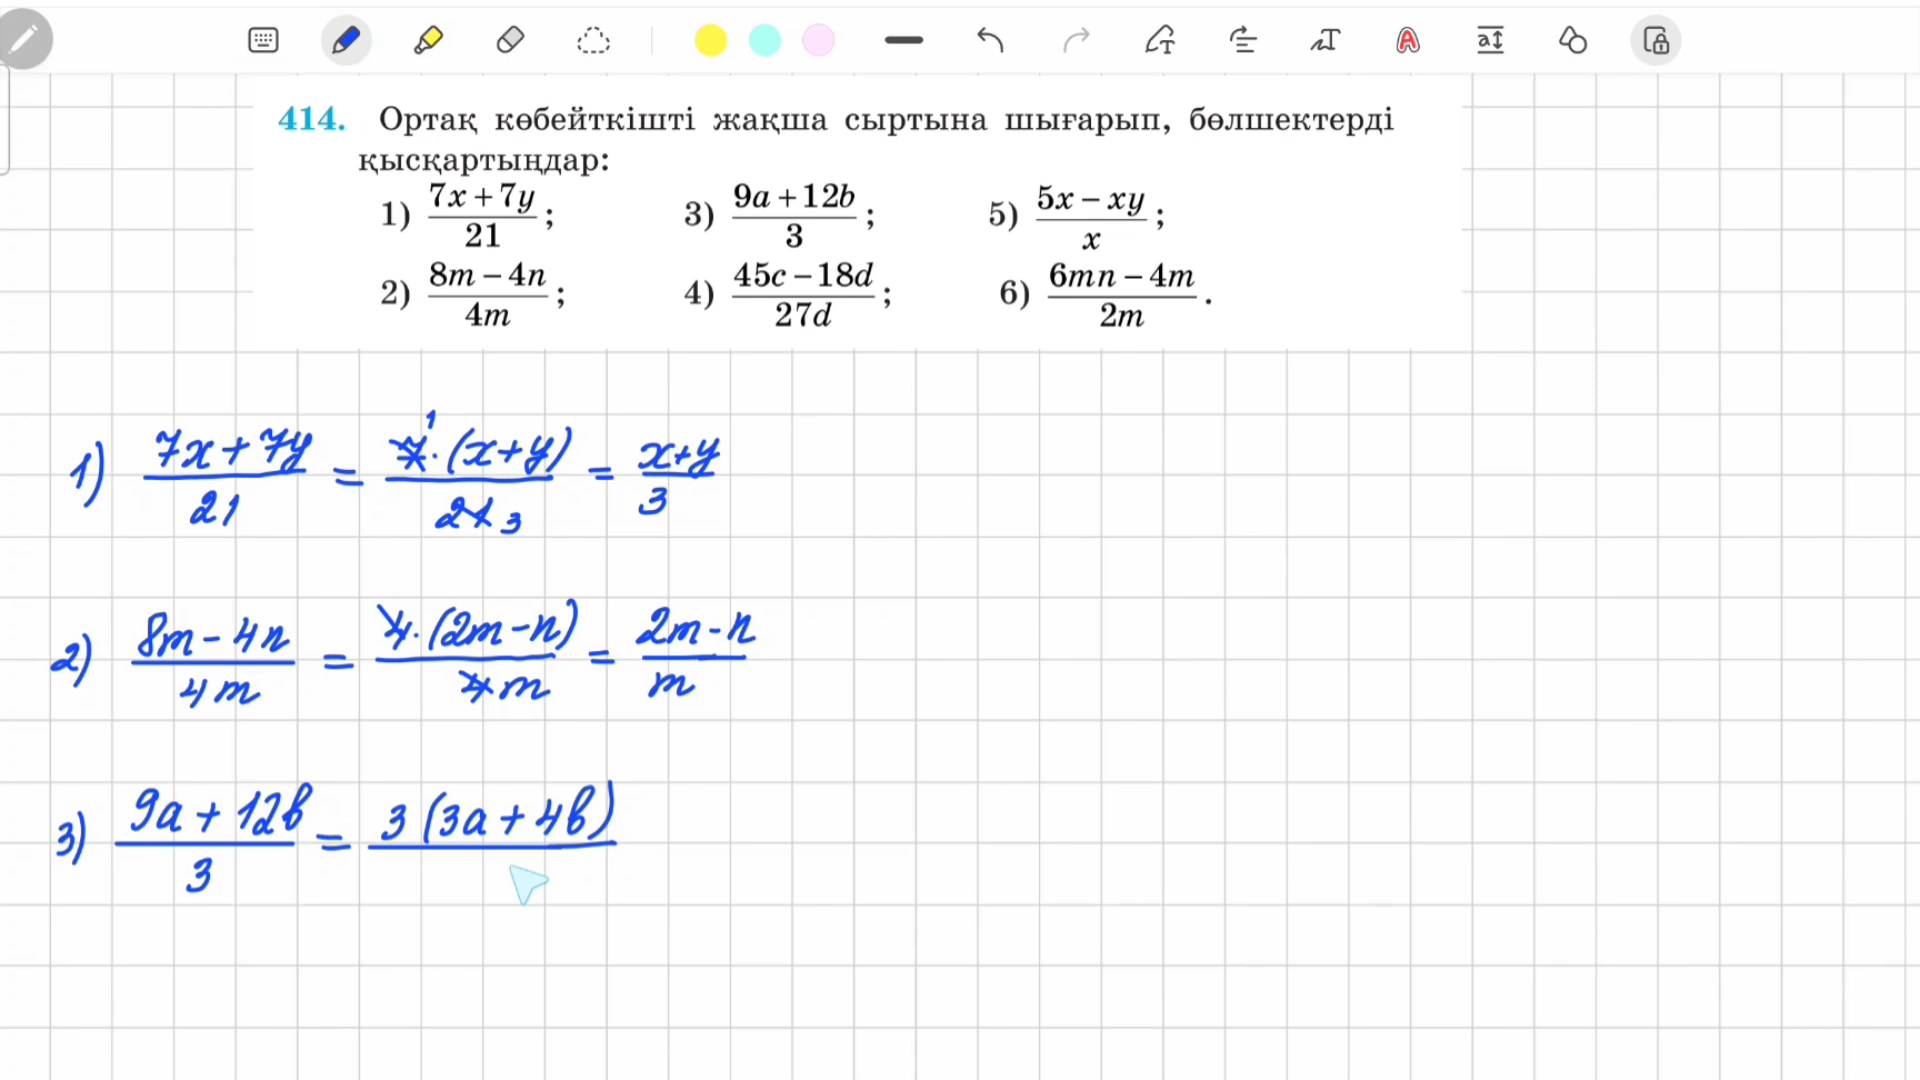 414. Ортақ көбейткішті жақша сыртына шығарып, бөлшектерді
қысқартыңдар:
1) (7x + 7y)/21; 3) (9a + 12b)/3; 5) (5x – xy)/x;
2) (8m – 4n)/4m; 4) (45c – 18d)/27d; 6) (6mn – 4m)/2m.
1) (7x + 7y)/21 = 7¹·(x+y)/21 3 = (x+y)/3
2) (8m – 4n)/4m = 4·(2m – n)/4m = (2m - n)/m
3) (9a + 12b)/3 = 3(3a + 4b)